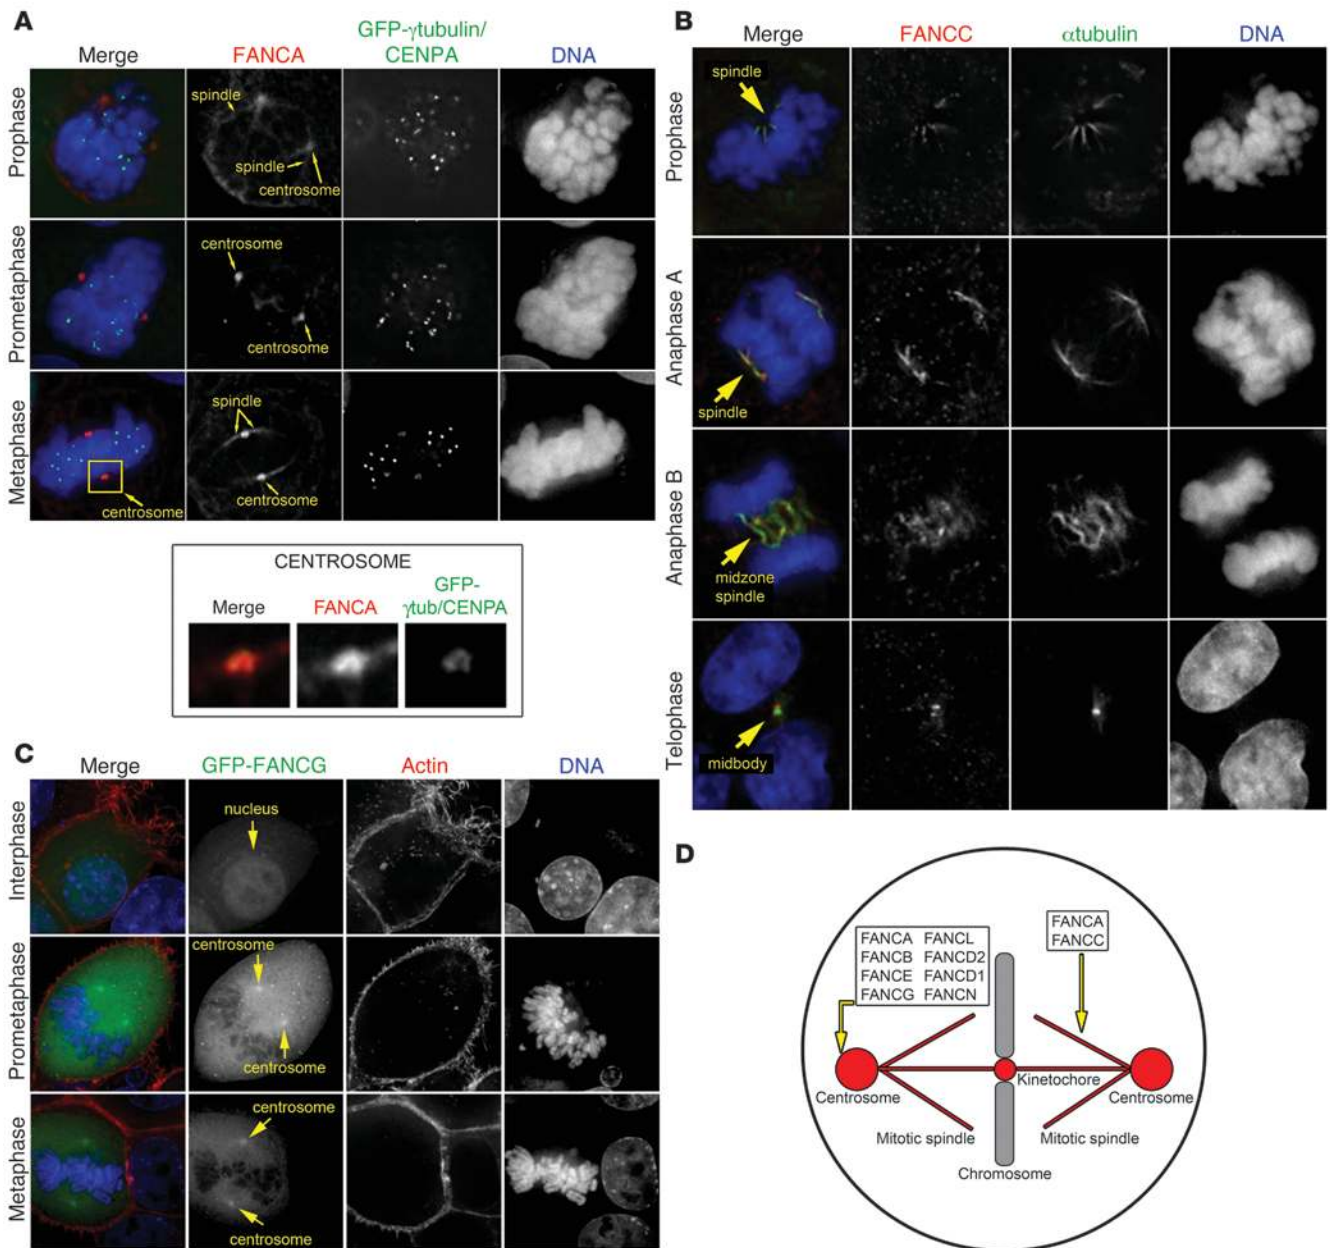 A
Merge
FANCA
GFP-γtubulin/
CENPA
DNA
Prophase
spindle
spindle
centrosome
Prometaphase
centrosome
centrosome
Metaphase
centrosome
spindle
centrosome
CENTROSOME
Merge
FANCA
GFP-
γtub/CENPA
B
Merge
FANCC
αtubulin
DNA
Prophase
spindle
Anaphase A
spindle
Anaphase B
midzone
spindle
Telophase
midbody
C
Merge
GFP-FANCG
Actin
DNA
Interphase
nucleus
Prometaphase
centrosome
centrosome
Metaphase
centrosome
centrosome
D
FANCA FANCL
FANCB FANCD2
FANCE FANCD1
FANCG FANCN
FANCA
FANCC
Kinetochore
Centrosome
Centrosome
Mitotic spindle
Mitotic spindle
Chromosome